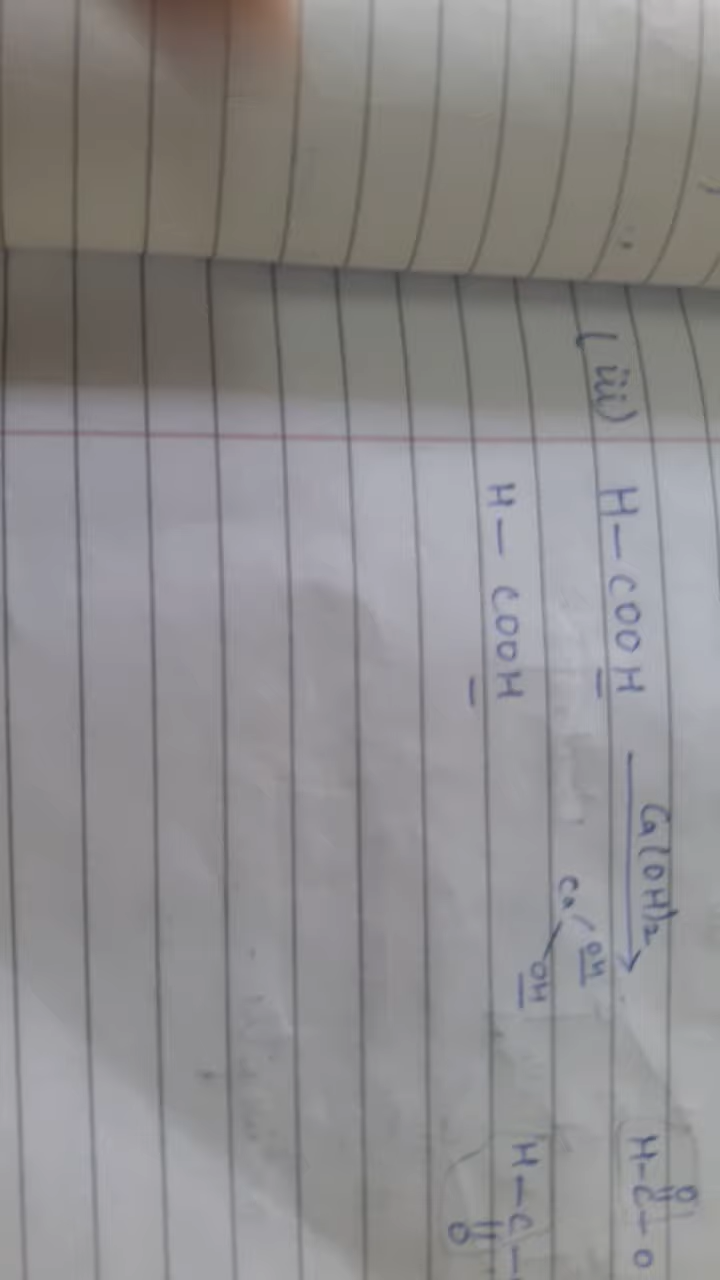 (iii) H-COOH Ca(OH)2 → H-C-O
O
||
H-COOH Ca OH OH H-C-
||
O